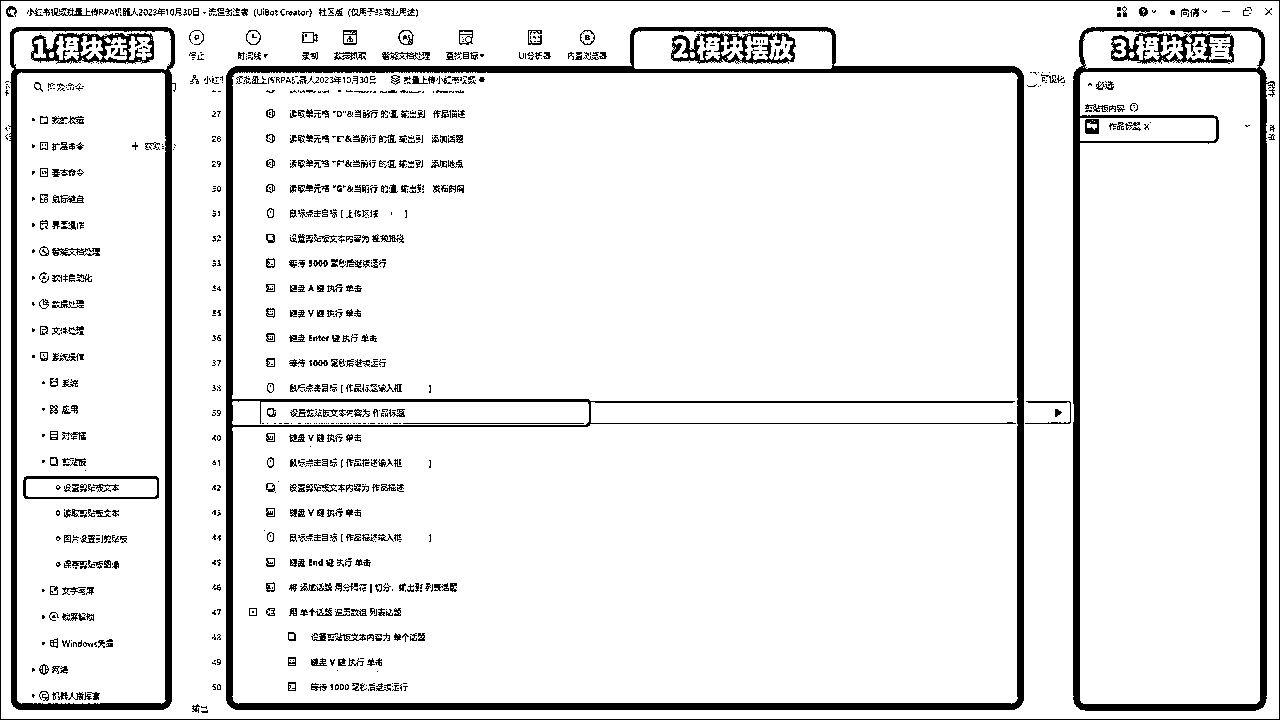 小红书视频批量上传RPA机器人2023年10月30日 - 流程创造者 (UiBot Creator) 社区版 (仅用于非商业用途)
向倩
1.模块选择
停止
时间线
录制
数据抓取
智能文档处理
查找目标
UI分析器
内置浏览器
2.模块摆放
3.模块设置
批量上传RPA机器人2023年10月30日
批量上传小红书视频
可视化
搜索命令
我的收藏
扩展命令
+ 获取
基本命令
鼠标键盘
界面操作
智能文档处理
软件自动化
数据处理
文件处理
系统操作
系统
应用
对话框
剪贴板
设置剪贴板文本
读取剪贴板文本
图片设置到剪贴板
保存剪贴板图像
文字写屏
锁屏解锁
Windows凭据
网络
27 读取单元格 "D"&当前行 的值, 输出到 作品描述
28 读取单元格 "E"&当前行 的值, 输出到 添加话题
29 读取单元格 "F"&当前行 的值, 输出到 添加地点
30 读取单元格 "G"&当前行 的值, 输出到 发布时间
31 鼠标点击目标 [ 上传区域 ]
32 设置剪贴板文本内容为 视频路径
33 等待 3000 毫秒后继续运行
34 键盘 A 键 执行 单击
35 键盘 V 键 执行 单击
36 键盘 Enter 键 执行 单击
37 等待 1000 毫秒后继续运行
38 鼠标点击目标 [ 作品标题输入框 ]
39 设置剪贴板文本内容为 作品标题
40 键盘 V 键 执行 单击
41 鼠标点击目标 [ 作品描述输入框 ]
42 设置剪贴板文本内容为 作品描述
43 键盘 V 键 执行 单击
44 鼠标点击目标 [ 作品描述输入框 ]
45 键盘 End 键 执行 单击
46 将 添加话题 用分隔符 | 切分，输出到 列表话题
47 用 单个话题 遍历数组 列表话题
48 设置剪贴板文本内容为 单个话题
49 键盘 V 键 执行 单击
50 等待 1000 毫秒后继续运行
输出
必选
剪贴板内容
作品标题 X